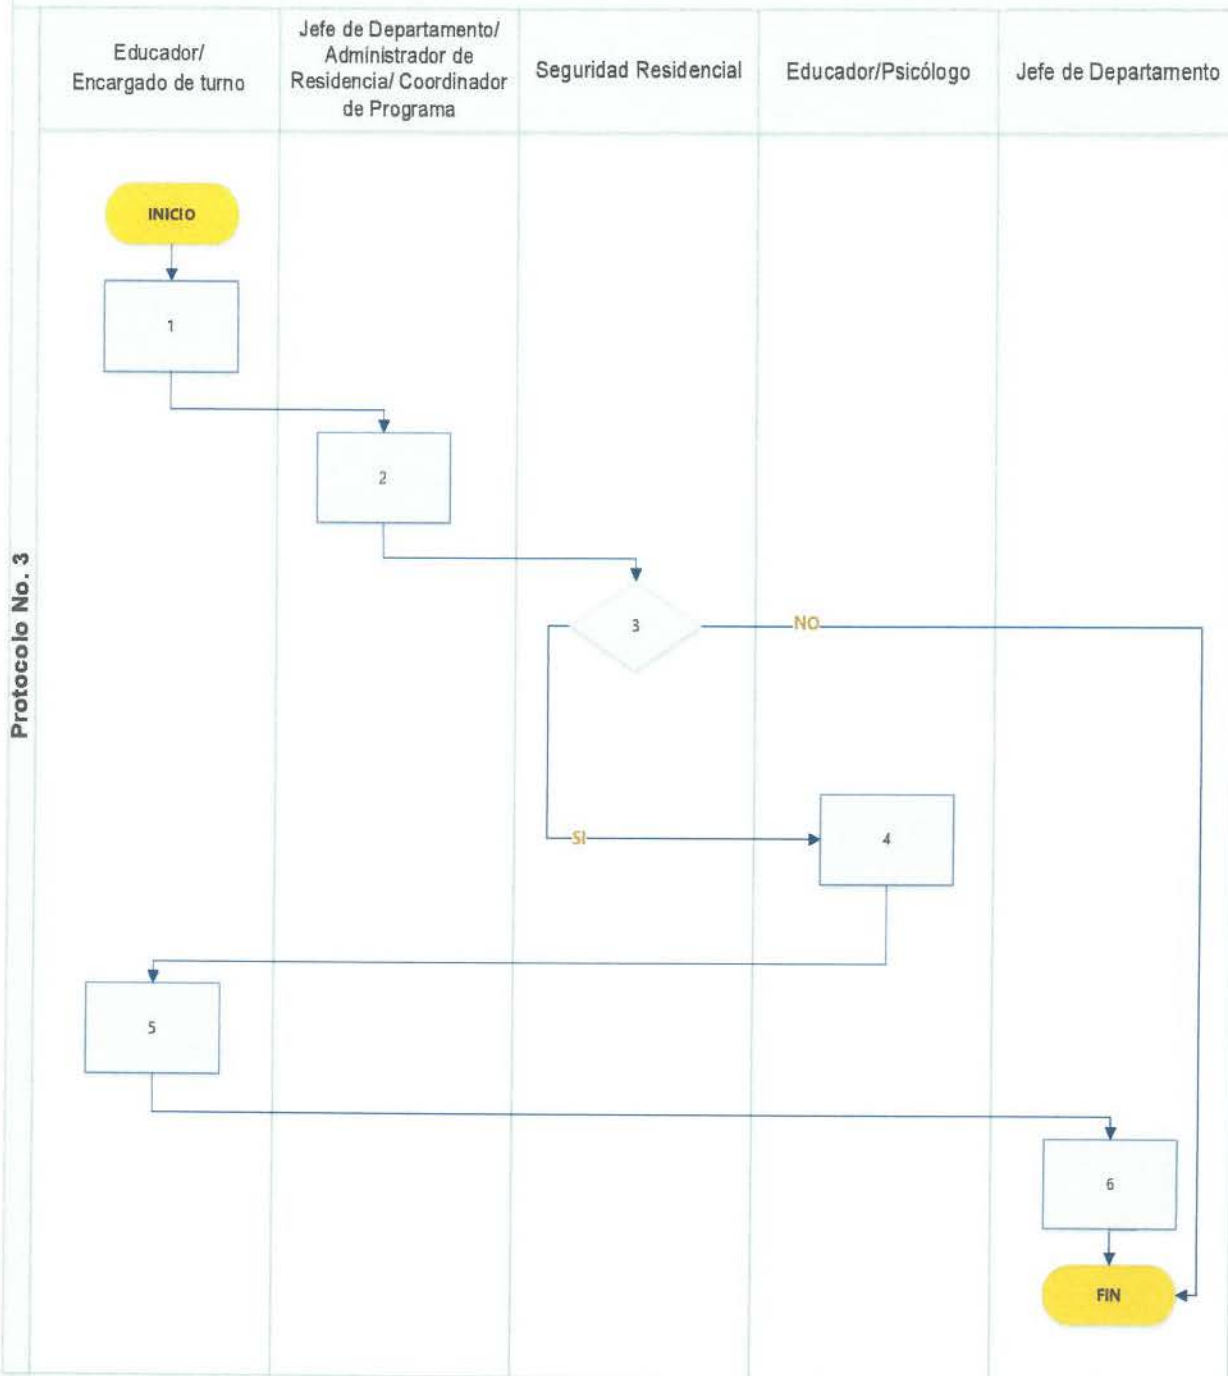 Protocolo No. 3
Educador/
Encargado de turno
Jefe de Departamento/
Administrador de
Residencia/ Coordinador
de Programa
Seguridad Residencial
Educador/Psicólogo
Jefe de Departamento
INICIO
1
2
3
NO
SI
4
5
6
FIN